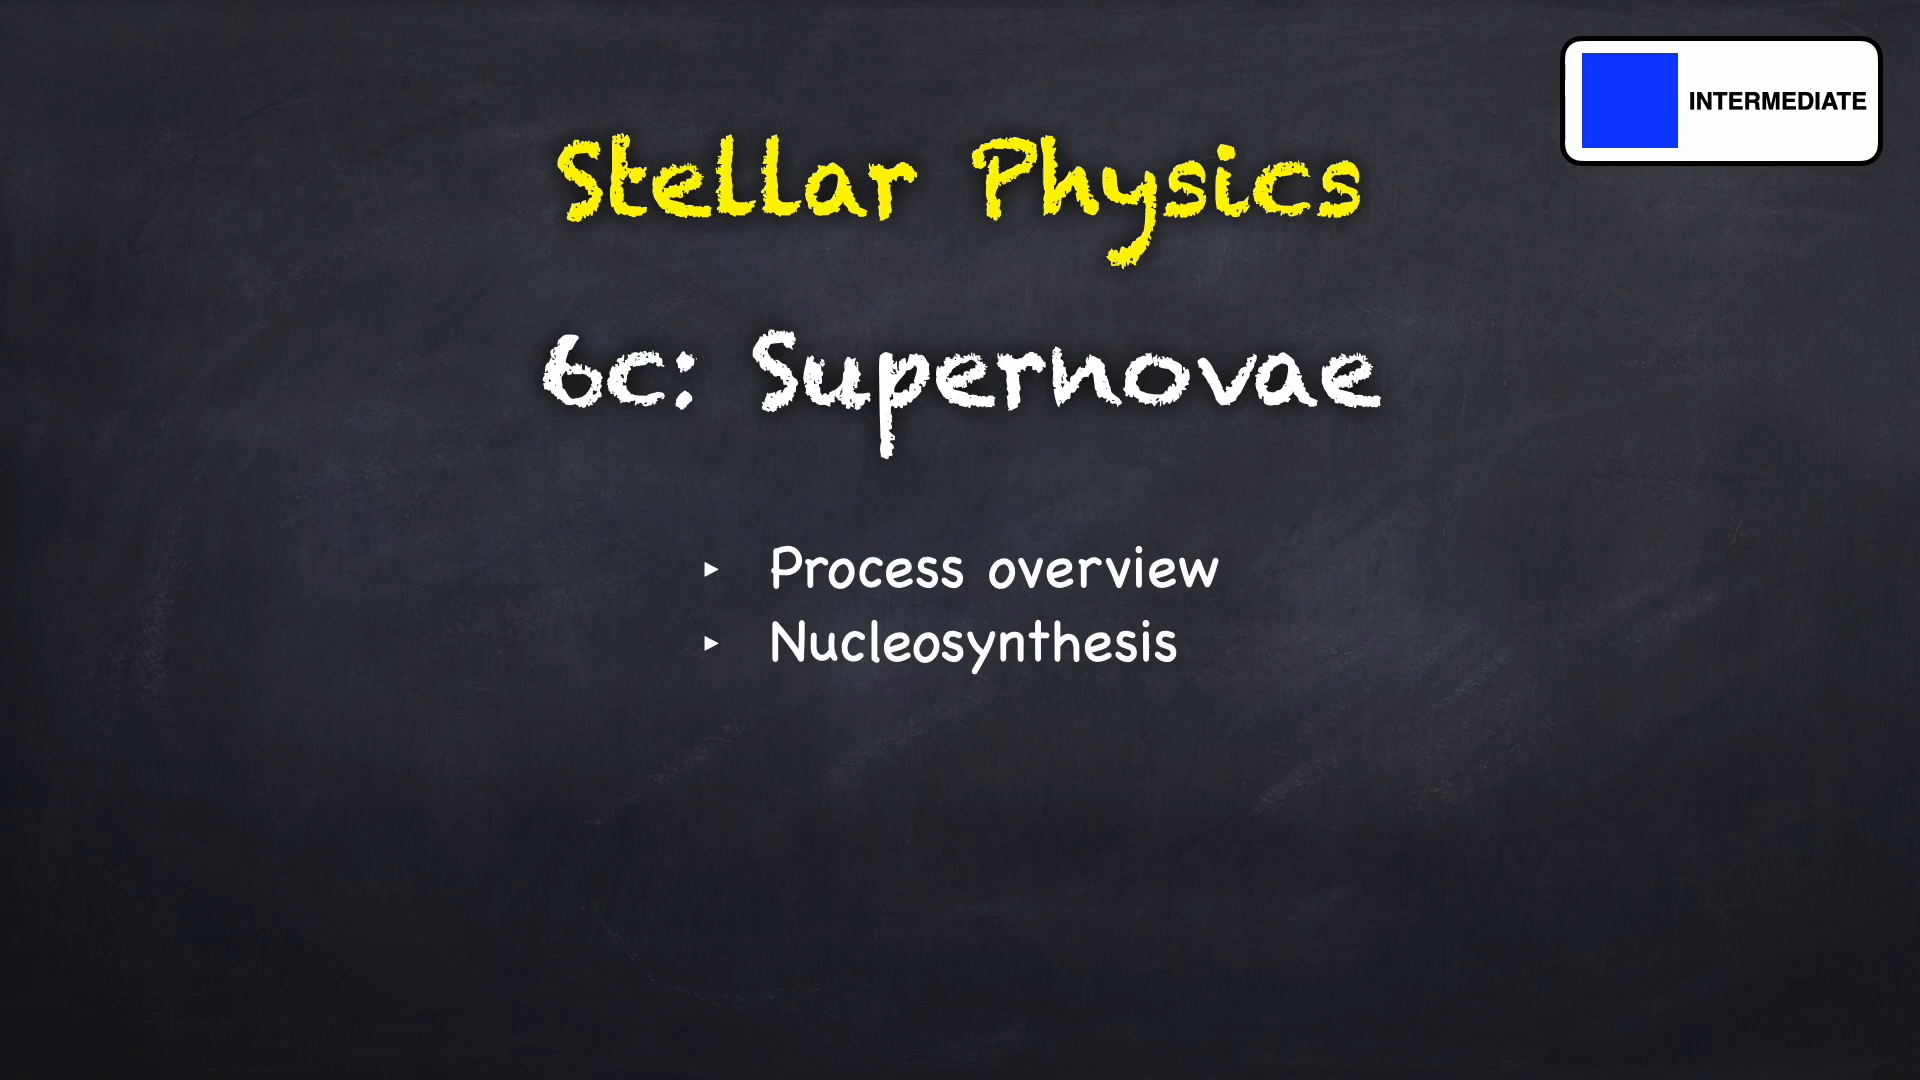 INTERMEDIATE
Stellar Physics
6c: Supernovae
‣ Process overview
‣ Nucleosynthesis